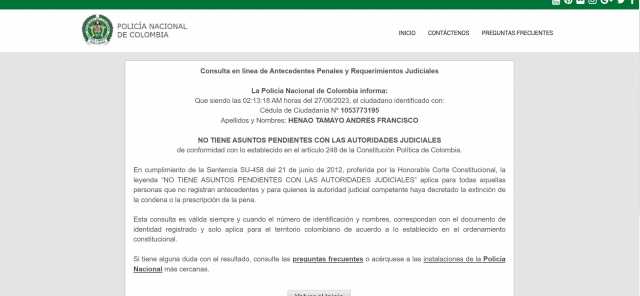 POLICÍA NACIONAL
DE COLOMBIA
INICIO CONTÁCTENOS PREGUNTAS FRECUENTES
Consulta en línea de Antecedentes Penales y Requerimientos Judiciales
La Policía Nacional de Colombia informa:
Que siendo las 02:13:18 AM horas del 27/06/2023, el ciudadano identificado con:
Cédula de Ciudadanía Nº 1053773195
Apellidos y Nombres: HENAO TAMAYO ANDRES FRANCISCO
NO TIENE ASUNTOS PENDIENTES CON LAS AUTORIDADES JUDICIALES
de conformidad con lo establecido en el artículo 248 de la Constitución Política de Colombia.
En cumplimiento de la Sentencia SU-458 del 21 de junio de 2012, proferida por la Honorable Corte Constitucional, la
leyenda "NO TIENE ASUNTOS PENDIENTES CON LAS AUTORIDADES JUDICIALES" aplica para todas aquellas
personas que no registran antecedentes y para quienes la autoridad judicial competente haya decretado la extinción de
la condena o la prescripción de la pena.
Esta consulta es válida siempre y cuando el número de identificación y nombres, correspondan con el documento de
identidad registrado y solo aplica para el territorio colombiano de acuerdo a lo establecido en el ordenamiento
constitucional.
Si tiene alguna duda con el resultado, consulte las preguntas frecuentes o acérquese a las instalaciones de la Policía
Nacional más cercanas.
Volver al Inicio